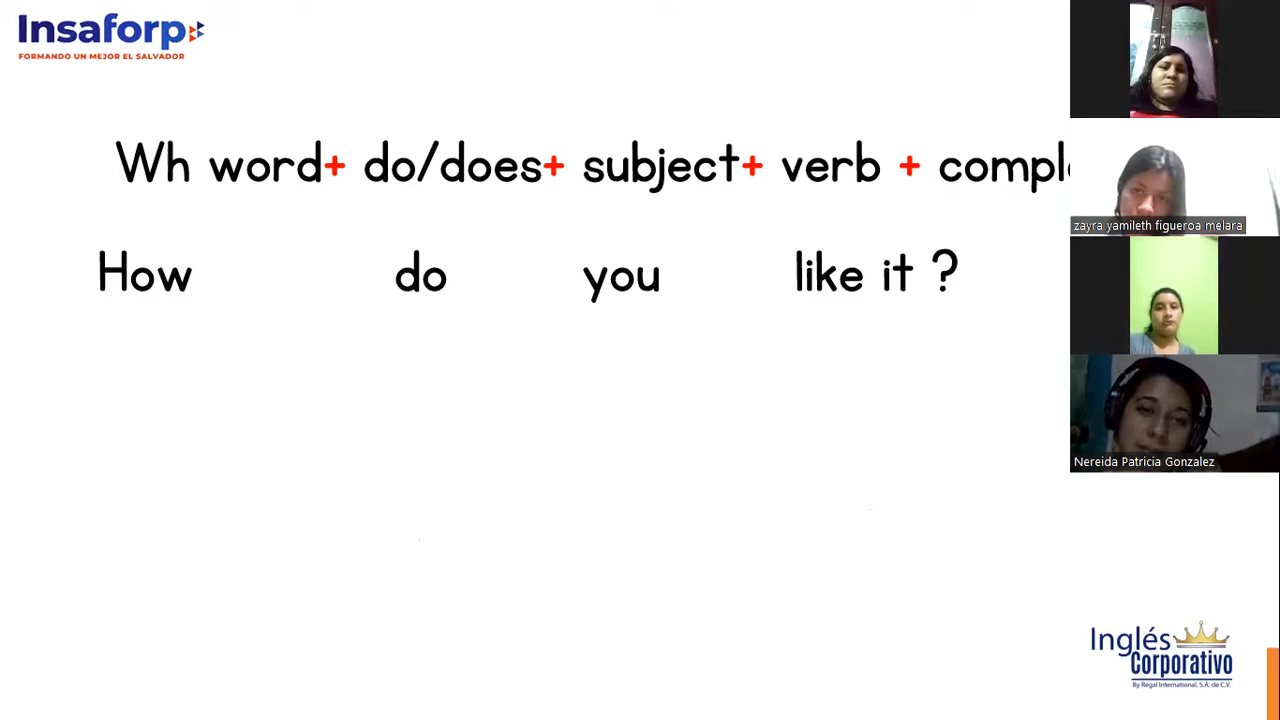 Insaforp
FORMANDO UN MEJOR EL SALVADOR
Wh word+ do/does+ subject+ verb + comple
How do you like it ?
zayra yamileth figueroa melara
Nereida Patricia Gonzalez
Inglés
Corporativo
By Regal International, S.A. de C.V.